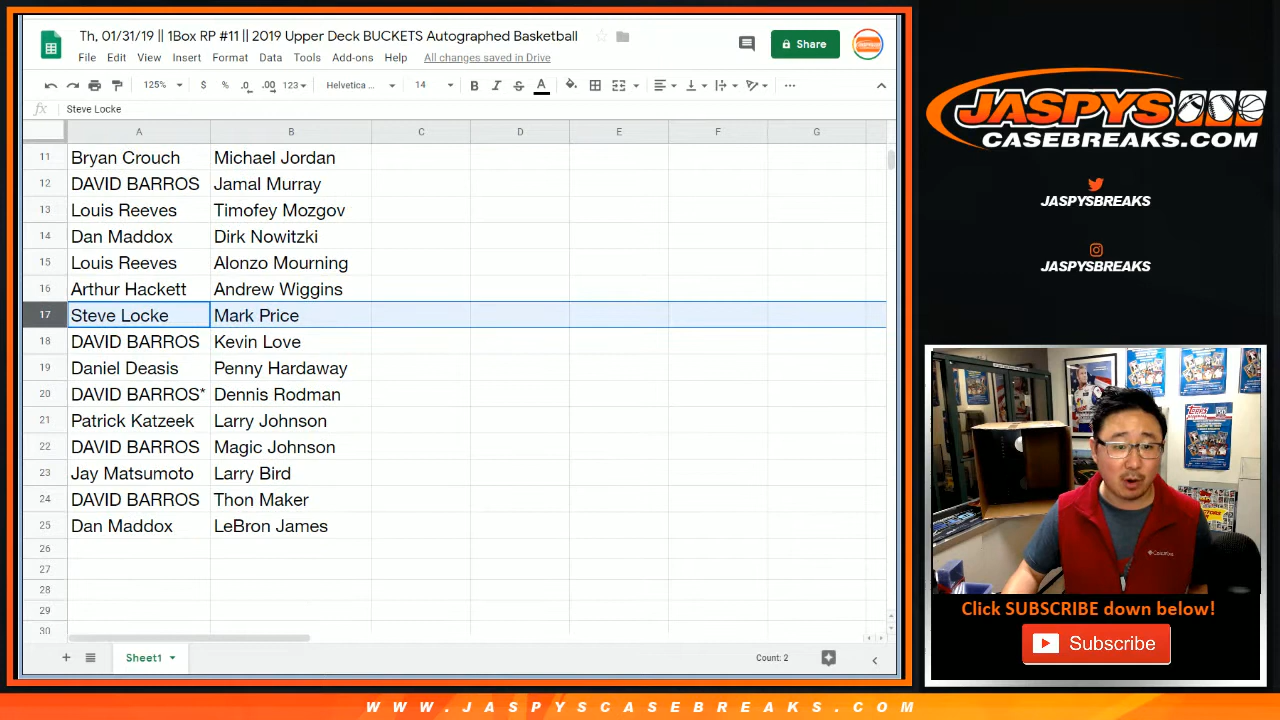 Th, 01/31/19 || 1Box RP #11 || 2019 Upper Deck BUCKETS Autographed Basketball
File Edit View Insert Format Data Tools Add-ons Help All changes saved in Drive
Share
125% $ % .0 .00 123 Helvetica ... 14 B I S A
fx Steve Locke
A B C D E F G
11 Bryan Crouch Michael Jordan
12 DAVID BARROS Jamal Murray
13 Louis Reeves Timofey Mozgov
14 Dan Maddox Dirk Nowitzki
15 Louis Reeves Alonzo Mourning
16 Arthur Hackett Andrew Wiggins
17 Steve Locke Mark Price
18 DAVID BARROS Kevin Love
19 Daniel Deasis Penny Hardaway
20 DAVID BARROS* Dennis Rodman
21 Patrick Katzeek Larry Johnson
22 DAVID BARROS Magic Johnson
23 Jay Matsumoto Larry Bird
24 DAVID BARROS Thon Maker
25 Dan Maddox LeBron James
26
27
28
29
30
+ Sheet1 Count: 2
JASPYS
CASEBREAKS.COM
JASPYSBREAKS
JASPYSBREAKS
Columbia
Click SUBSCRIBE down below!
Subscribe
WWW.JASPYSCASEBREAKS.COM